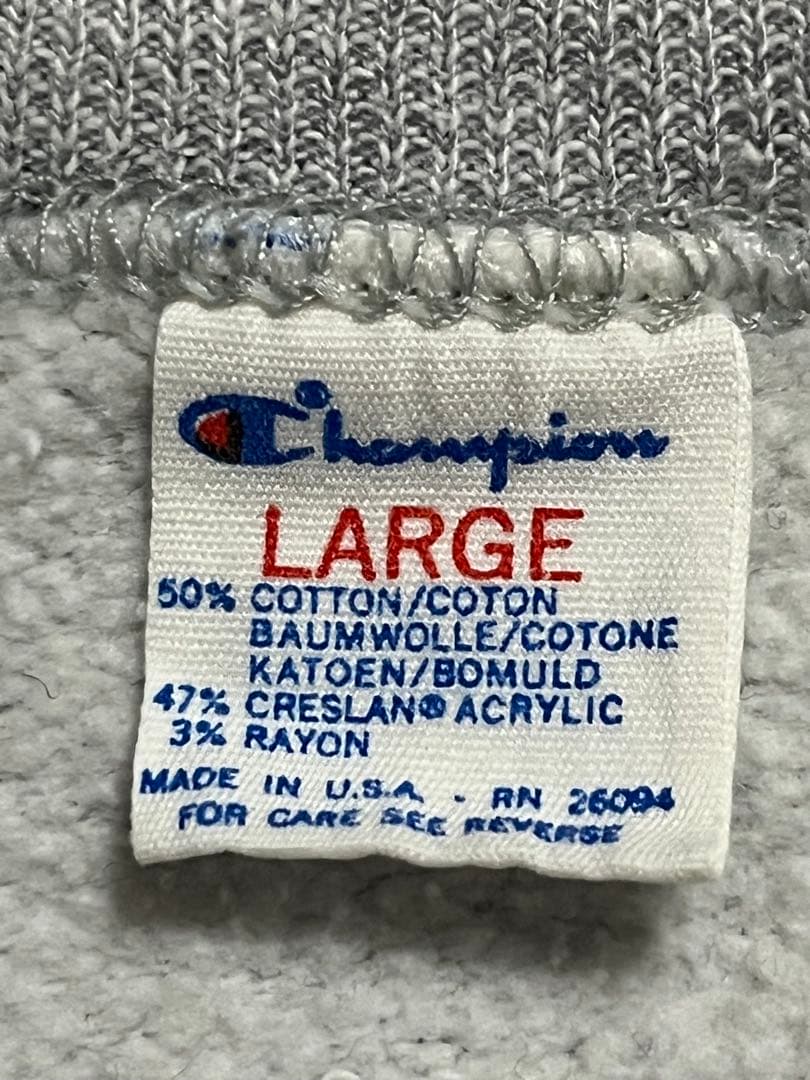 Champion
LARGE
50% COTTON/COTON
BAUMWOLLE/COTONE
KATOEN/BOMULD
47% CRESLAN® ACRYLIC
3% RAYON
MADE IN U.S.A. - RN 26094
FOR CARE SEE REVERSE